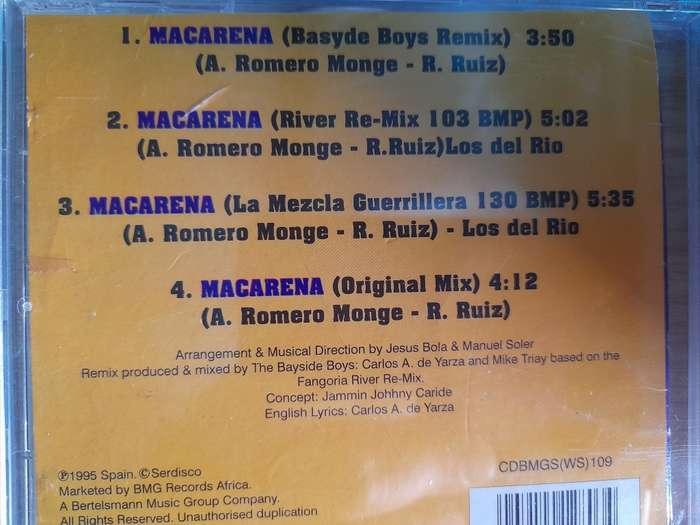 1. MACARENA (Basyde Boys Remix) 3:50
(A. Romero Monge - R. Ruiz)
2. MACARENA (River Re-Mix 103 BMP) 5:02
(A. Romero Monge - R.Ruiz)Los del Rio
3. MACARENA (La Mezcla Guerrillera 130 BMP) 5:35
(A. Romero Monge - R. Ruiz) - Los del Rio
4. MACARENA (Original Mix) 4:12
(A. Romero Monge - R. Ruiz)
Arrangement & Musical Direction by Jesus Bola & Manuel Soler
Remix produced & mixed by The Bayside Boys: Carlos A. de Yarza and Mike Triay based on the
Fangoria River Re-Mix.
Concept: Jammin Johhny Caride
English Lyrics: Carlos A. de Yarza
℗1995 Spain. ©Serdisco
Marketed by BMG Records Africa.
A Bertelsmann Music Group Company.
All Rights Reserved. Unauthorised duplication
CDBMGS(WS)109